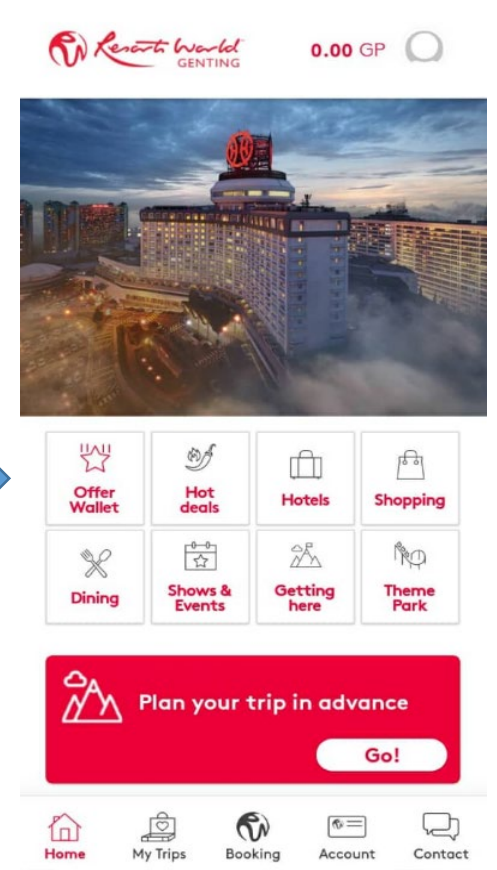 Resorts World
GENTING
0.00 GP
Offer
Wallet
Hot
deals
Hotels
Shopping
Dining
Shows &
Events
Getting
here
Theme
Park
Plan your trip in advance
Go!
Home
My Trips
Booking
Account
Contact